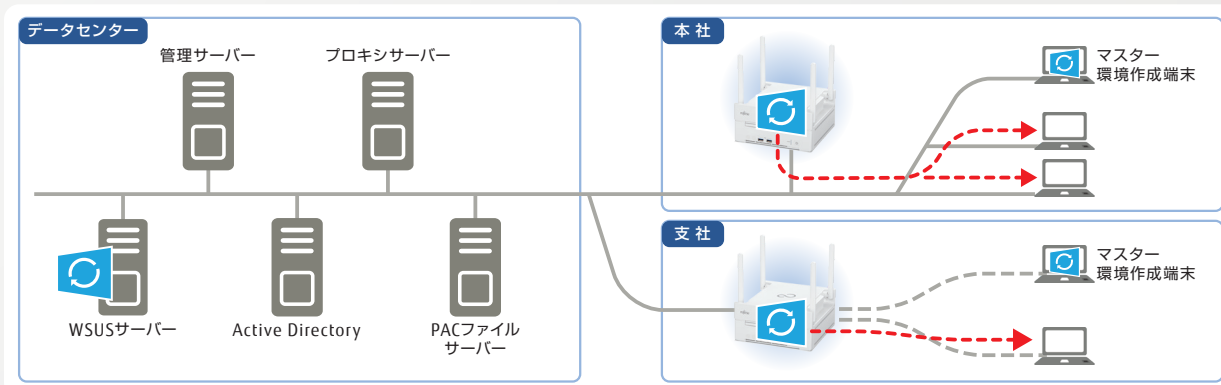 データセンター
管理サーバー
プロキシサーバー
WSUSサーバー
Active Directory
PACファイル
サーバー
本社
マスター
環境作成端末
支社
マスター
環境作成端末